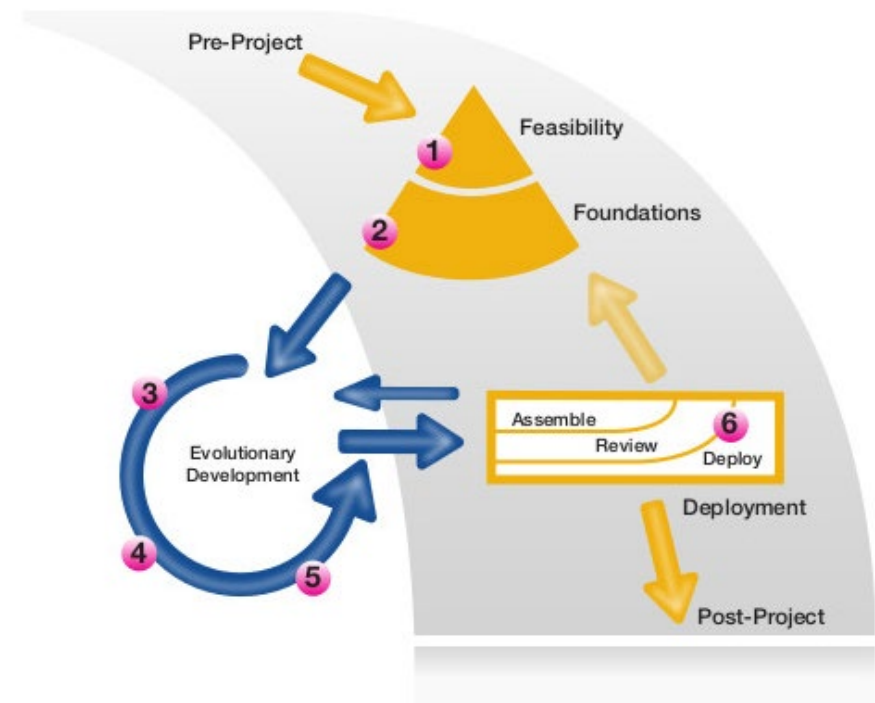 Pre-Project
1
Feasibility
2
Foundations
3
Evolutionary
Development
4
5
Assemble
6
Review
Deploy
Deployment
Post-Project